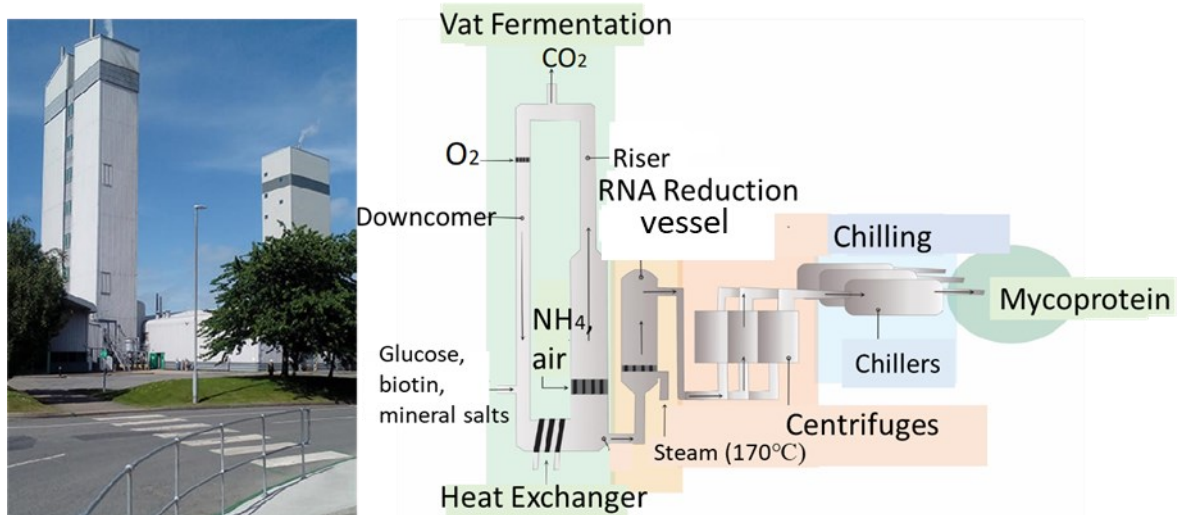 Vat Fermentation
CO2
O2
Riser
RNA Reduction
vessel
Downcomer
Chilling
Mycoprotein
NH4,
air
Glucose,
biotin,
mineral salts
Chillers
Centrifuges
Steam (170℃)
Heat Exchanger